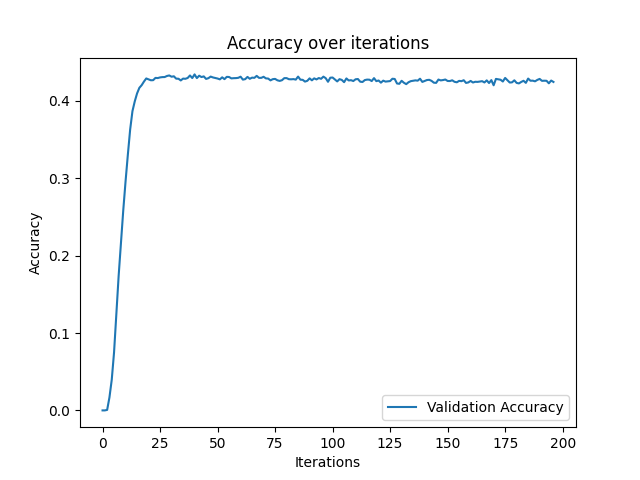 Accuracy over iterations
Accuracy
0.4
0.3
0.2
0.1
0.0
Validation Accuracy
0 25 50 75 100 125 150 175 200
Iterations